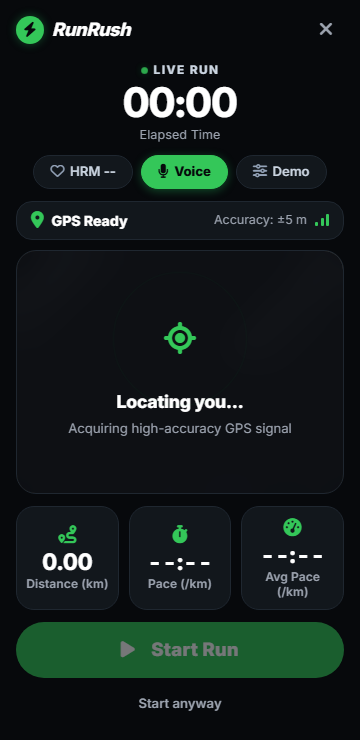 RunRush
LIVE RUN
00:00
Elapsed Time
HRM --
Voice
Demo
GPS Ready
Accuracy: ±5 m
Locating you...
Acquiring high-accuracy GPS signal
0.00
Distance (km)
--:--
Pace (/km)
--:--
Avg Pace
(/km)
Start Run
Start anyway